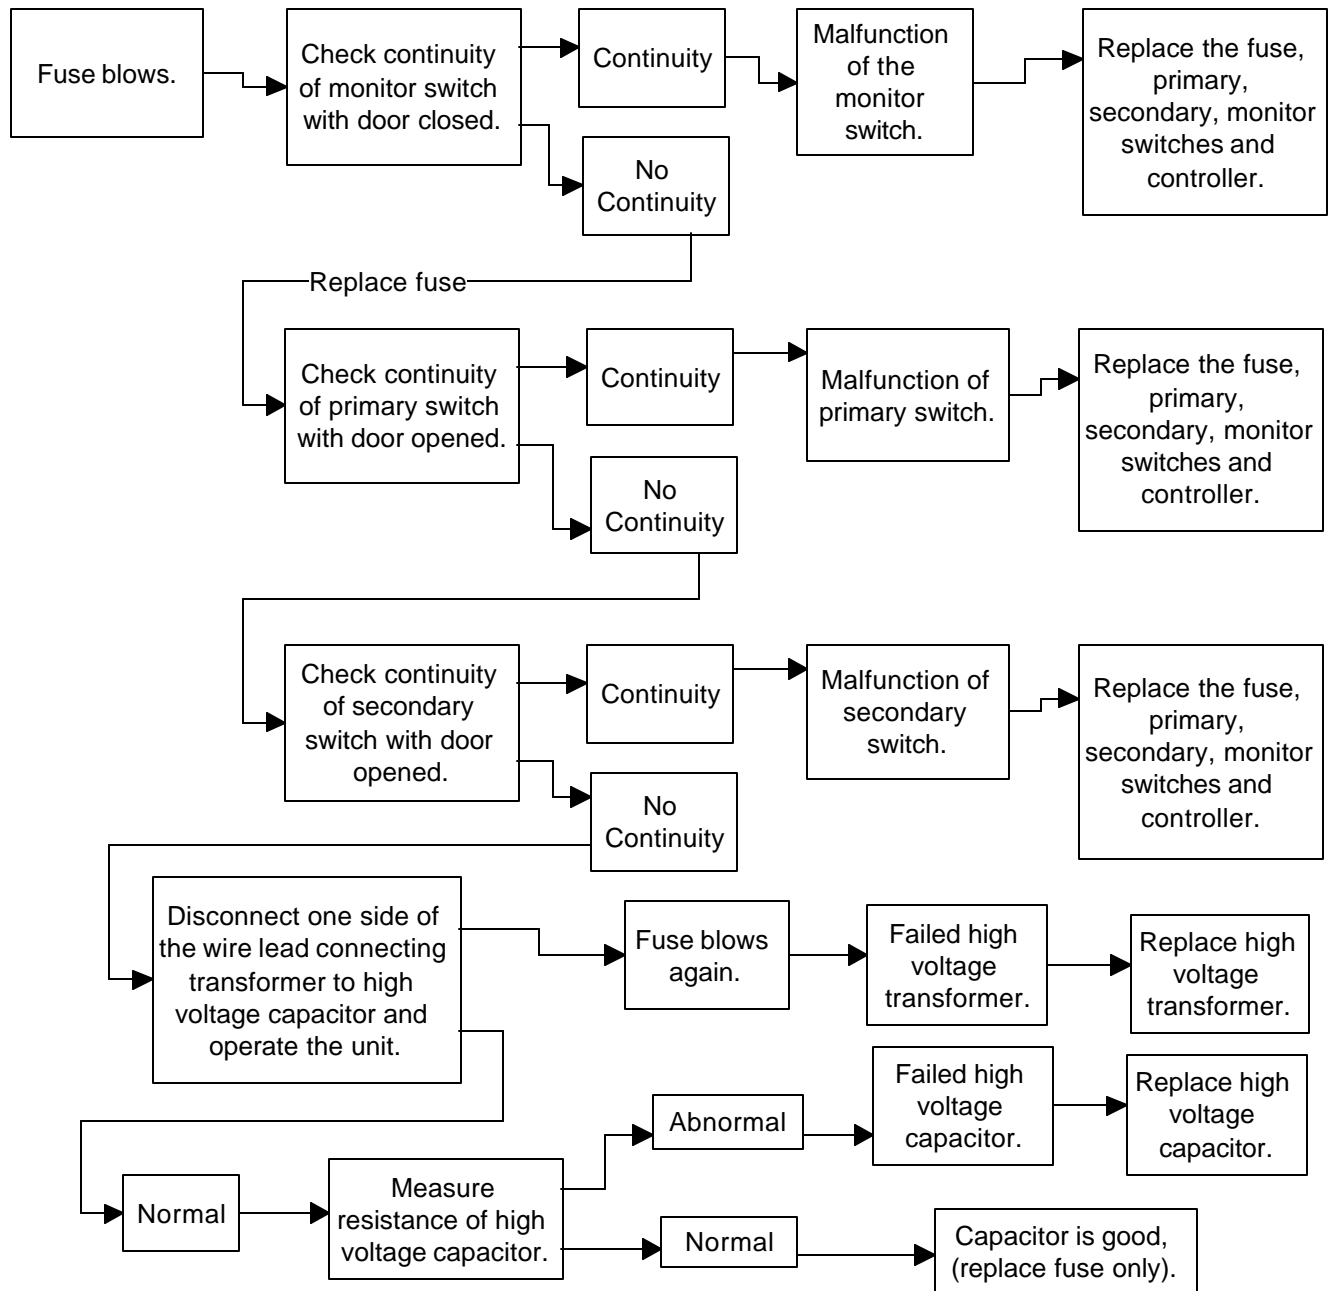 Fuse blows.
Check continuity
of monitor switch
with door closed.
Continuity
Malfunction
of the
monitor
switch.
Replace the fuse,
primary,
secondary, monitor
switches and
controller.
No
Continuity
Replace fuse
Check continuity
of primary switch
with door opened.
Continuity
Malfunction of
primary switch.
Replace the fuse,
primary,
secondary, monitor
switches and
controller.
No
Continuity
Check continuity
of secondary
switch with door
opened.
Continuity
Malfunction of
secondary
switch.
Replace the fuse,
primary,
secondary, monitor
switches and
controller.
No
Continuity
Disconnect one side of
the wire lead connecting
transformer to high
voltage capacitor and
operate the unit.
Fuse blows
again.
Failed high
voltage
transformer.
Replace high
voltage
transformer.
Normal
Measure
resistance of high
voltage capacitor.
Abnormal
Failed high
voltage
capacitor.
Replace high
voltage
capacitor.
Normal
Capacitor is good,
(replace fuse only).